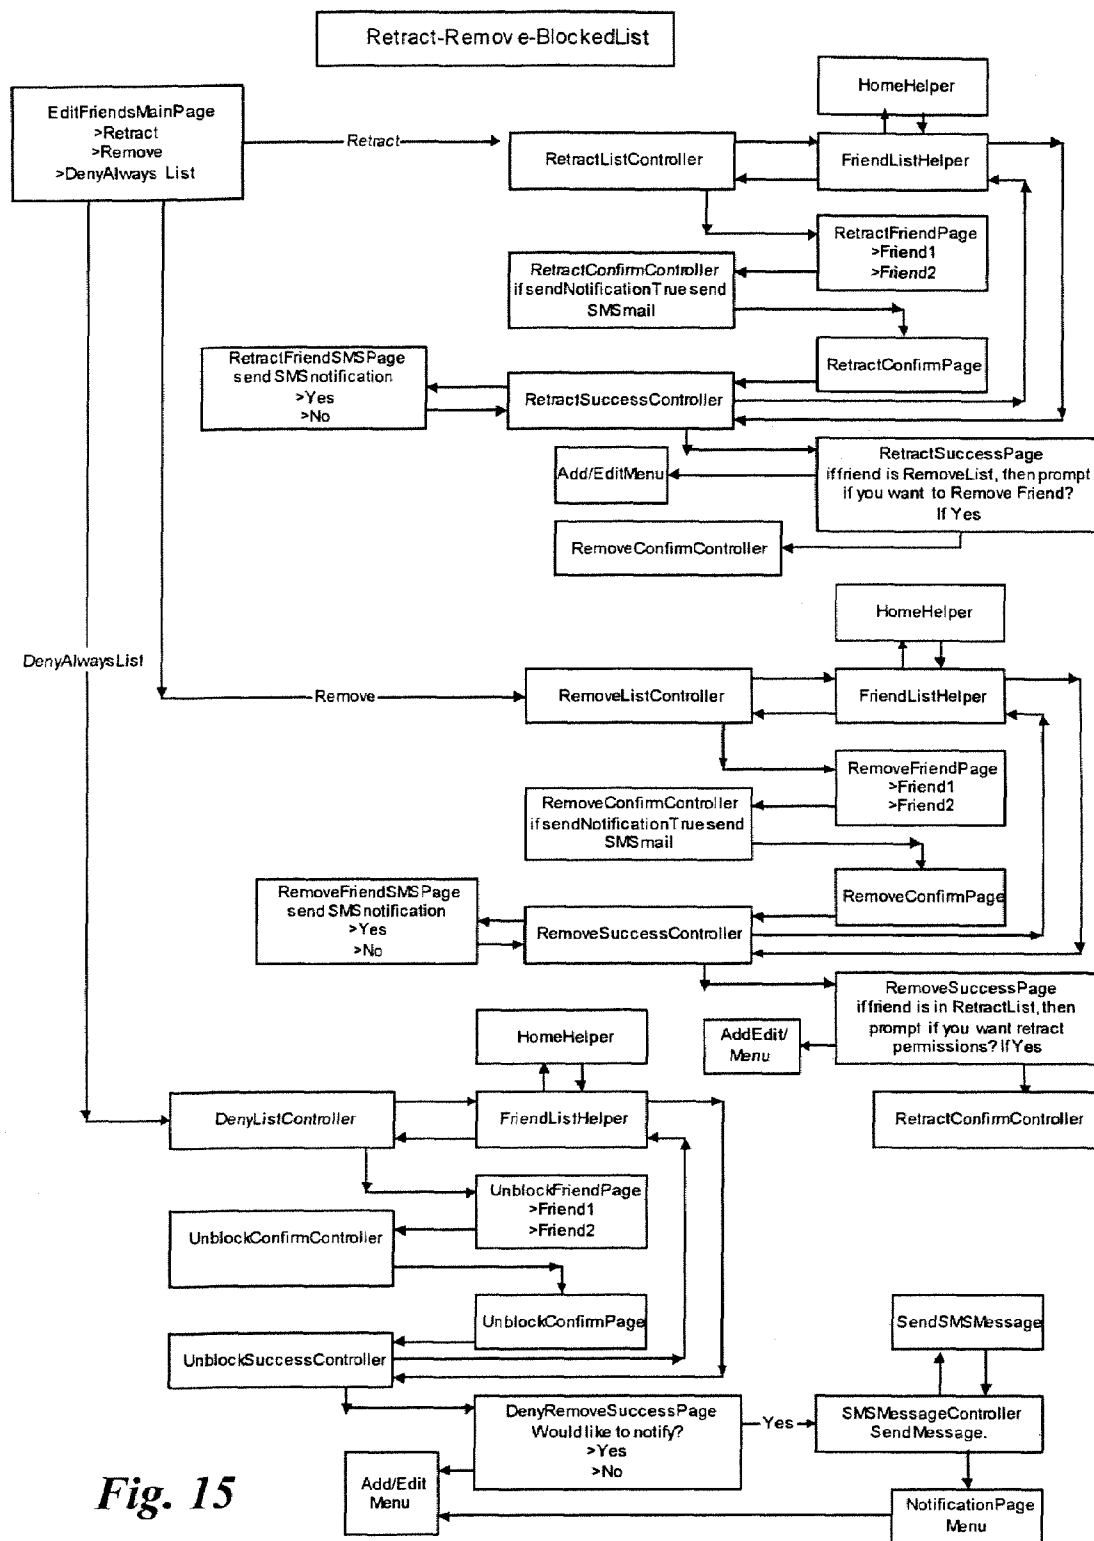 Retract-Remove-BlockedList
EditFriendsMainPage
>Retract
>Remove
>DenyAlways List
Retract
RetractListController
HomeHelper
FriendListHelper
RetractFriendPage
>Friend1
>Friend2
RetractConfirmController
if sendNotificationTrue send
SMSmail
RetractConfirmPage
RetractFriendSMSPage
send SMS notification
>Yes
>No
RetractSuccessController
RetractSuccessPage
if friend is RemoveList, then prompt
if you want to Remove Friend?
If Yes
Add/EditMenu
RemoveConfirmController
DenyAlwaysList
Remove
RemoveListController
HomeHelper
FriendListHelper
RemoveFriendPage
>Friend1
>Friend2
RemoveConfirmController
if sendNotificationTrue send
SMSmail
RemoveConfirmPage
RemoveFriendSMSPage
send SMS notification
>Yes
>No
RemoveSuccessController
RemoveSuccessPage
if friend is in RetractList, then
prompt if you want retract
permissions? If Yes
AddEdit/
Menu
RetractConfirmController
HomeHelper
DenyListController
FriendListHelper
UnblockFriendPage
>Friend1
>Friend2
UnblockConfirmController
UnblockConfirmPage
UnblockSuccessController
DenyRemoveSuccessPage
Would like to notify?
>Yes
>No
Yes
SendSMSMessage
SMSMessageController
SendMessage.
Add/Edit
Menu
NotificationPage
Menu
Fig. 15